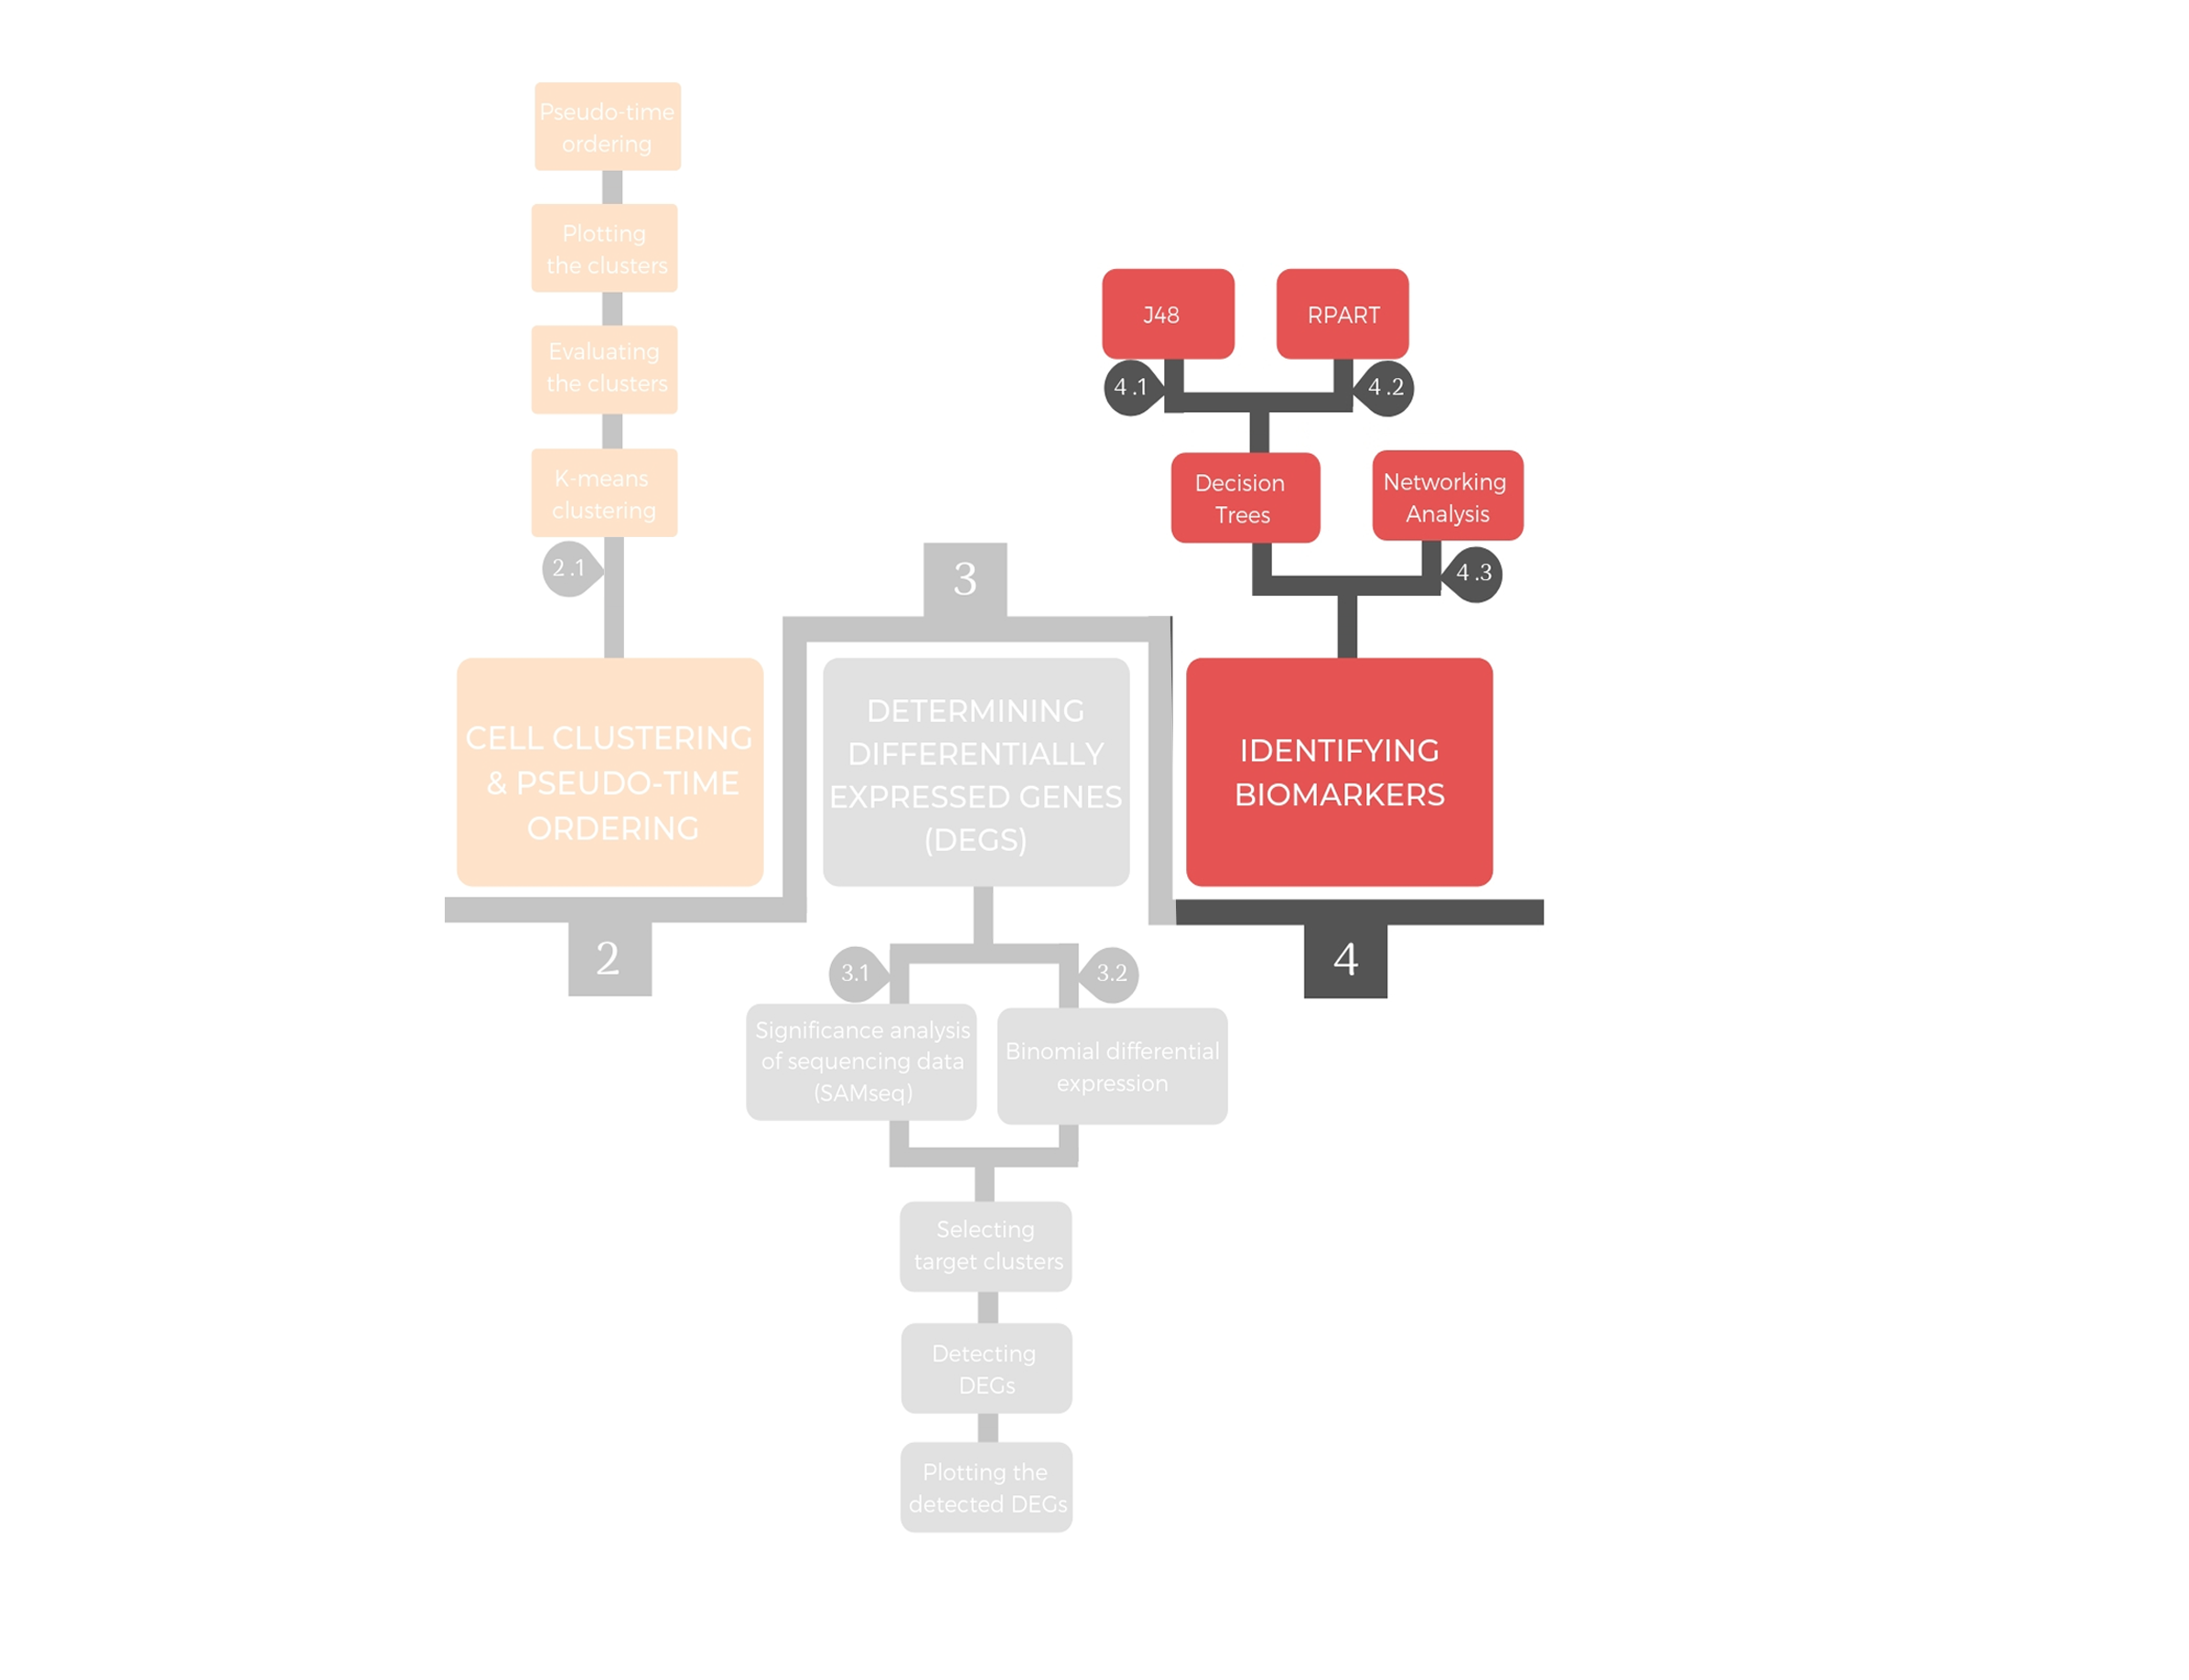 Pseudo-time
ordering
Plotting
the clusters
Evaluating
the clusters
K-means
clustering
2.1
CELL CLUSTERING
& PSEUDO-TIME
ORDERING
2
3
DETERMINING
DIFFERENTIALLY
EXPRESSED GENES
(DEGS)
3.1
3.2
Significance analysis
of sequencing data
(SAMseq)
Binomial differential
expression
Selecting
target clusters
Detecting
DEGs
Plotting the
detected DEGs
J48
RPART
4.1
4.2
Decision
Trees
Networking
Analysis
4.3
IDENTIFYING
BIOMARKERS
4